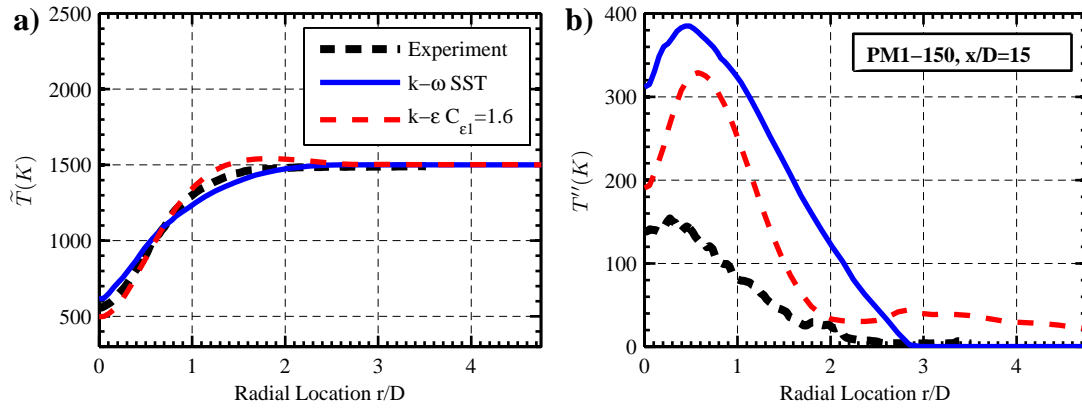 a)
2500
2000
1500
1000
500
0 1 2 3 4
T̃(K)
Radial Location r/D
Experiment
k−ω SST
k−ε C_ε1=1.6
b)
400
300
200
100
0
0 1 2 3 4
T''(K)
Radial Location r/D
PM1−150, x/D=15